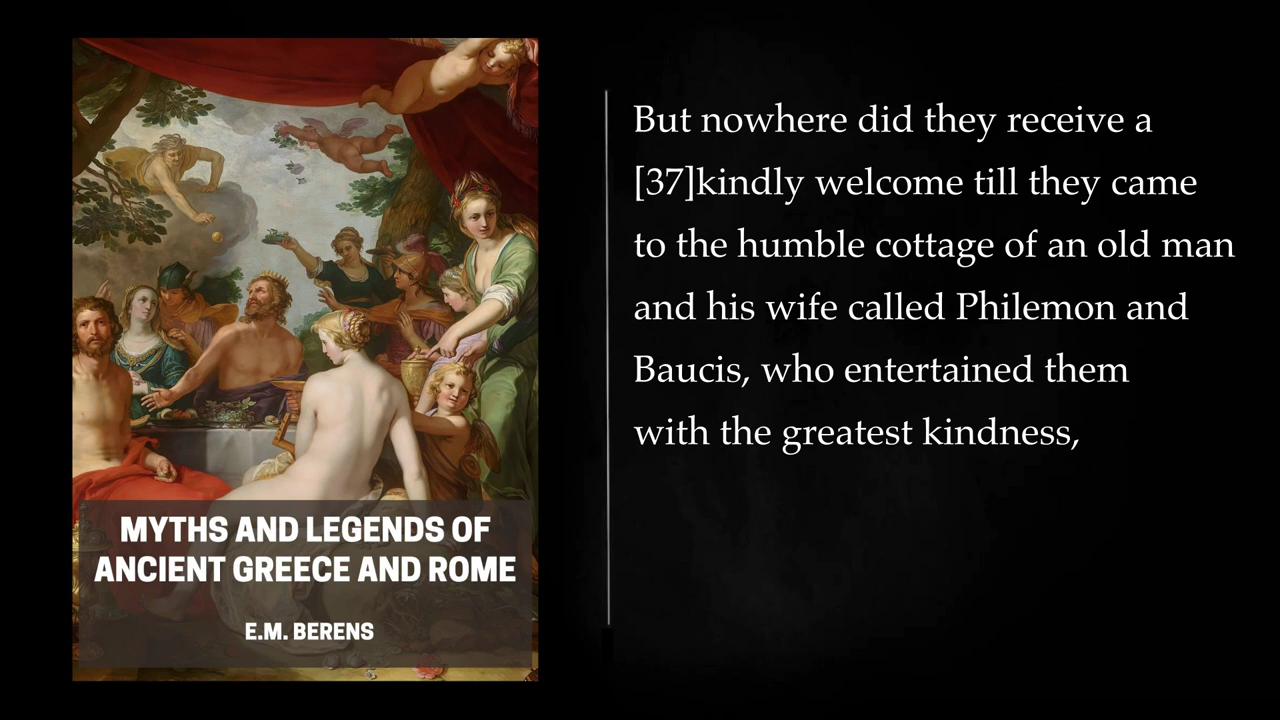 MYTHS AND LEGENDS OF
ANCIENT GREECE AND ROME
E.M. BERENS
But nowhere did they receive a
[37]kindly welcome till they came
to the humble cottage of an old man
and his wife called Philemon and
Baucis, who entertained them
with the greatest kindness,